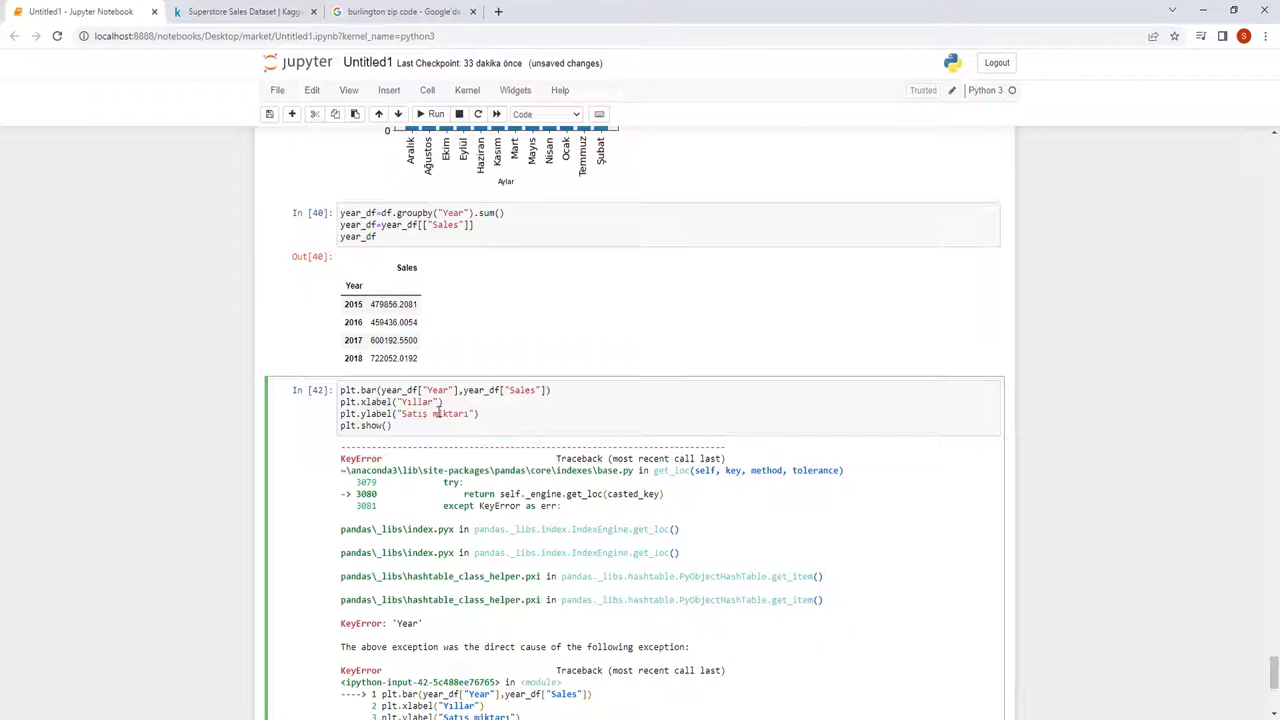 Untitled1 - Jupyter Notebook
Superstore Sales Dataset | Kagg
burlington zip code - Google'd
localhost:8888/notebooks/Desktop/market/Untitled1.ipynb?kernel_name=python3
S
jupyter Untitled1 Last Checkpoint: 33 dakika önce (unsaved changes)
Logout
File Edit View Insert Cell Kernel Widgets Help
Trusted Python 3
Run Code
0
Aralık
Ağustos
Ekim
Eylül
Haziran
Kasım
Mart
Mayıs
Nisan
Ocak
Temmuz
Şubat
Aylar
In [40]: year_df=df.groupby("Year").sum()
year_df=year_df[["Sales"]]
year_df
Out[40]:
Sales
Year
2015 479856.2081
2016 459436.0054
2017 600192.5500
2018 722052.0192
In [42]: plt.bar(year_df["Year"],year_df["Sales"])
plt.xlabel("Yıllar")
plt.ylabel("Satış miktarı")
plt.show()
---------------------------------------------------------------------------
KeyError Traceback (most recent call last)
~\anaconda3\lib\site-packages\pandas\core\indexes\base.py in get_loc(self, key, method, tolerance)
3079 try:
-> 3080 return self._engine.get_loc(casted_key)
3081 except KeyError as err:
pandas\_libs\index.pyx in pandas._libs.index.IndexEngine.get_loc()
pandas\_libs\index.pyx in pandas._libs.index.IndexEngine.get_loc()
pandas\_libs\hashtable_class_helper.pxi in pandas._libs.hashtable.PyObjectHashTable.get_item()
pandas\_libs\hashtable_class_helper.pxi in pandas._libs.hashtable.PyObjectHashTable.get_item()
KeyError: 'Year'
The above exception was the direct cause of the following exception:
KeyError Traceback (most recent call last)
<ipython-input-42-5c488ee76765> in <module>
----> 1 plt.bar(year_df["Year"],year_df["Sales"])
2 plt.xlabel("Yıllar")
3 plt.ylabel("Satış miktarı")